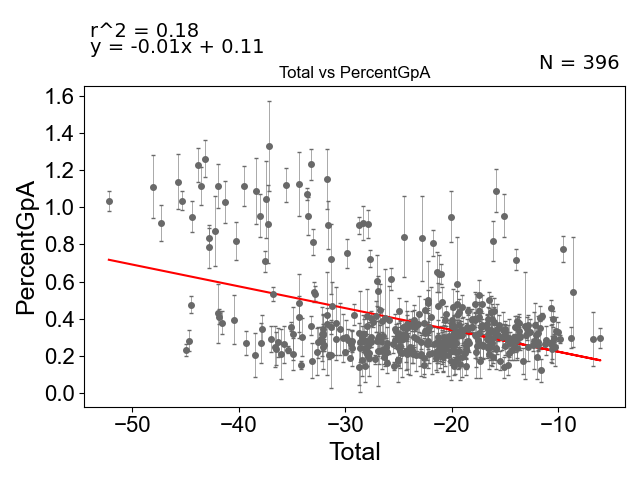 r^2 = 0.18
y = -0.01x + 0.11
N = 396
Total vs PercentGpA
1.6
1.4
1.2
1.0
0.8
0.6
0.4
0.2
0.0
PercentGpA
−50 −40 −30 −20 −10
Total